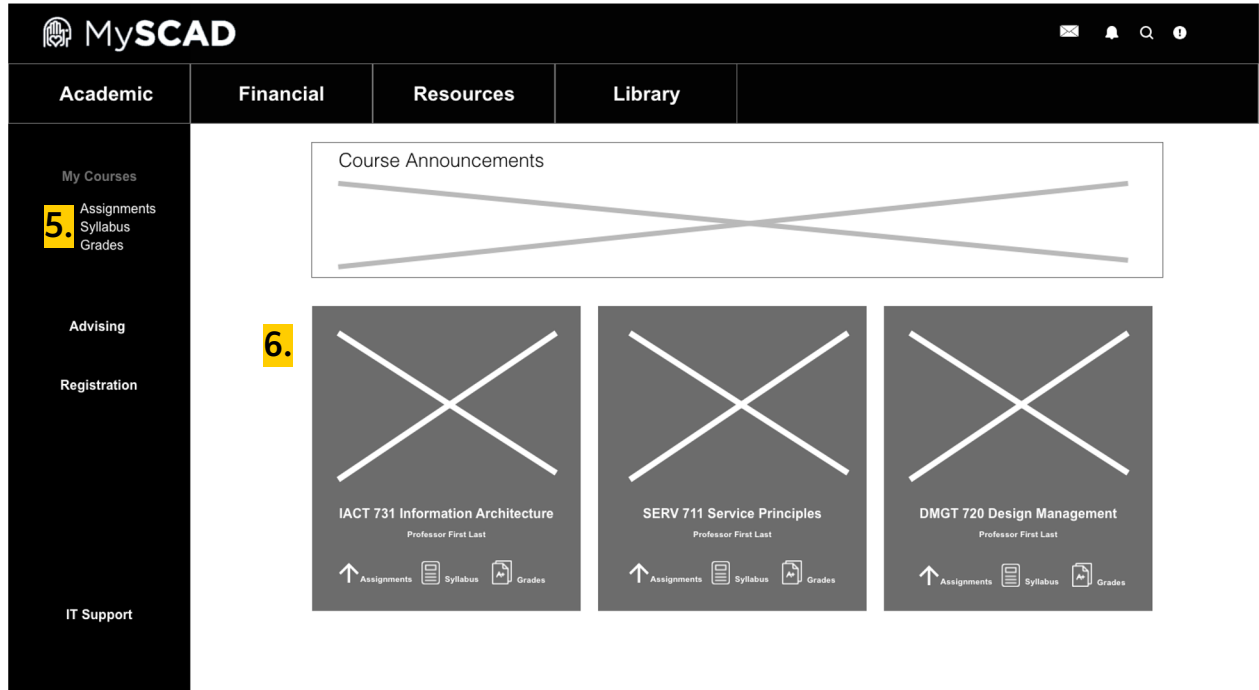 MySCAD
Academic
Financial
Resources
Library
My Courses
5.
Assignments
Syllabus
Grades
Advising
Registration
IT Support
Course Announcements
6.
IACT 731 Information Architecture
Professor First Last
Assignments
Syllabus
A+
Grades
SERV 711 Service Principles
Professor First Last
Assignments
Syllabus
A+
Grades
DMGT 720 Design Management
Professor First Last
Assignments
Syllabus
A+
Grades